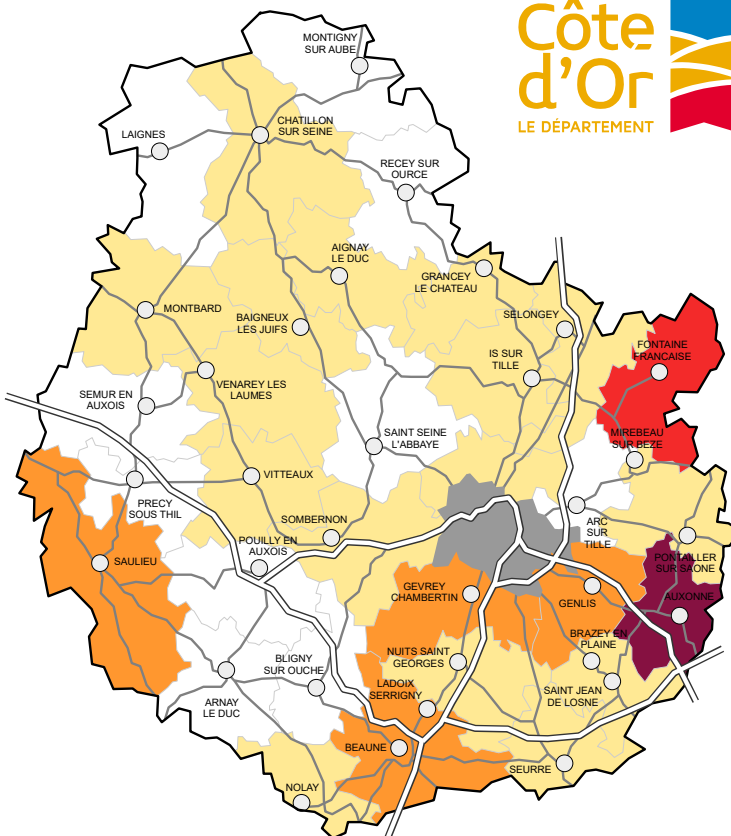 Côte
d'Or
LE DÉPARTEMENT
MONTIGNY
SUR AUBE
CHATILLON
SUR SEINE
LAIGNES
RECEY SUR
OURCE
AIGNAY
LE DUC
GRANCEY
LE CHATEAU
MONTBARD
BAIGNEUX
LES JUIFS
SELONGEY
IS SUR
TILLE
FONTAINE
FRANCAISE
VENAREY LES
LAUMES
SEMUR EN
AUXOIS
SAINT SEINE
L'ABBAYE
MIREBEAU
SUR BEZE
VITTEAUX
PRECY
SOUS THIL
SOMBERNON
ARC
SUR
TILLE
POUILLY EN
AUXOIS
PONTAILLER
SUR SAONE
SAULIEU
GEVREY
CHAMBERTIN
GENLIS
AUXONNE
BRAZEY EN
PLAINE
NUITS SAINT
GEORGES
BLIGNY
SUR OUCHE
LADOIX
SERRIGNY
SAINT JEAN
DE LOSNE
ARNAY
LE DUC
BEAUNE
SEURRE
NOLAY